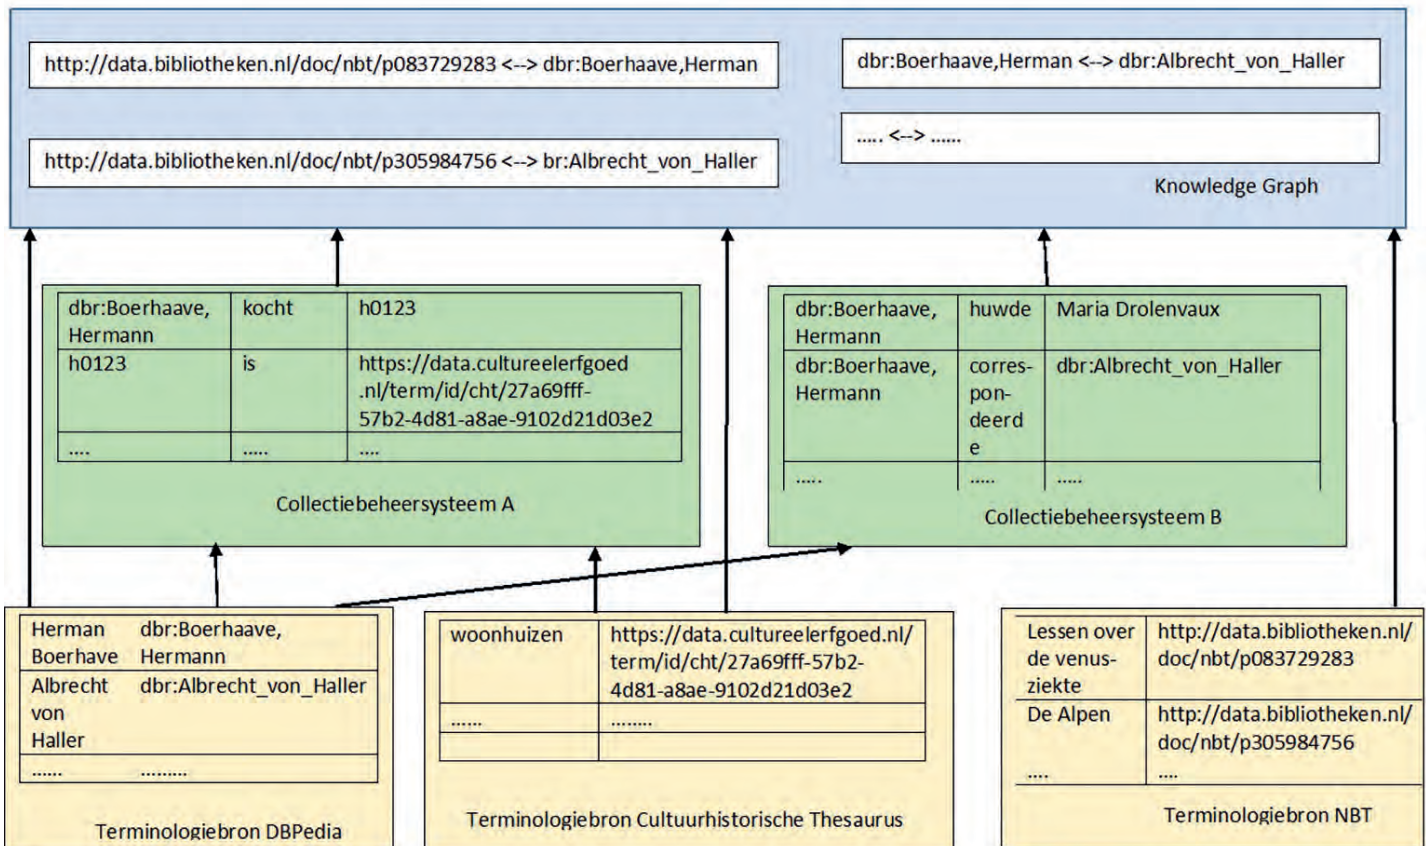 http://data.bibliotheken.nl/doc/nbt/p083729283 <--> dbr:Boerhaave,Herman
http://data.bibliotheken.nl/doc/nbt/p305984756 <--> br:Albrecht_von_Haller
dbr:Boerhaave,Herman <--> dbr:Albrecht_von_Haller
..... <--> ......
Knowledge Graph
dbr:Boerhaave, kocht h0123
Hermann
h0123 is https://data.cultureelerfgoed
.nl/term/id/cht/27a69fff-
57b2-4d81-a8ae-9102d21d03e2
.... ..... ....
Collectiebeheersysteem A
dbr:Boerhaave, huwde Maria Drolenvaux
Hermann
dbr:Boerhaave, corres- dbr:Albrecht_von_Haller
Hermann pon-
deerd
e
..... ..... .....
Collectiebeheersysteem B
Herman dbr:Boerhaave,
Boerhave Hermann
Albrecht dbr:Albrecht_von_Haller
von
Haller
...... .........
Terminologiebron DBPedia
woonhuizen https://data.cultureelerfgoed.nl/
term/id/cht/27a69fff-57b2-
4d81-a8ae-9102d21d03e2
...... ........
Terminologiebron Cultuurhistorische Thesaurus
Lessen over http://data.bibliotheken.nl/
de venus- doc/nbt/p083729283
ziekte
De Alpen http://data.bibliotheken.nl/
doc/nbt/p305984756
.... ....
Terminologiebron NBT